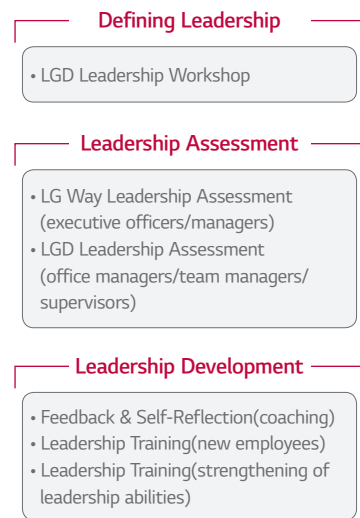 Defining Leadership
• LGD Leadership Workshop
Leadership Assessment
• LG Way Leadership Assessment
(executive officers/managers)
• LGD Leadership Assessment
(office managers/team managers/
supervisors)
Leadership Development
• Feedback & Self-Reflection(coaching)
• Leadership Training(new employees)
• Leadership Training(strengthening of
leadership abilities)